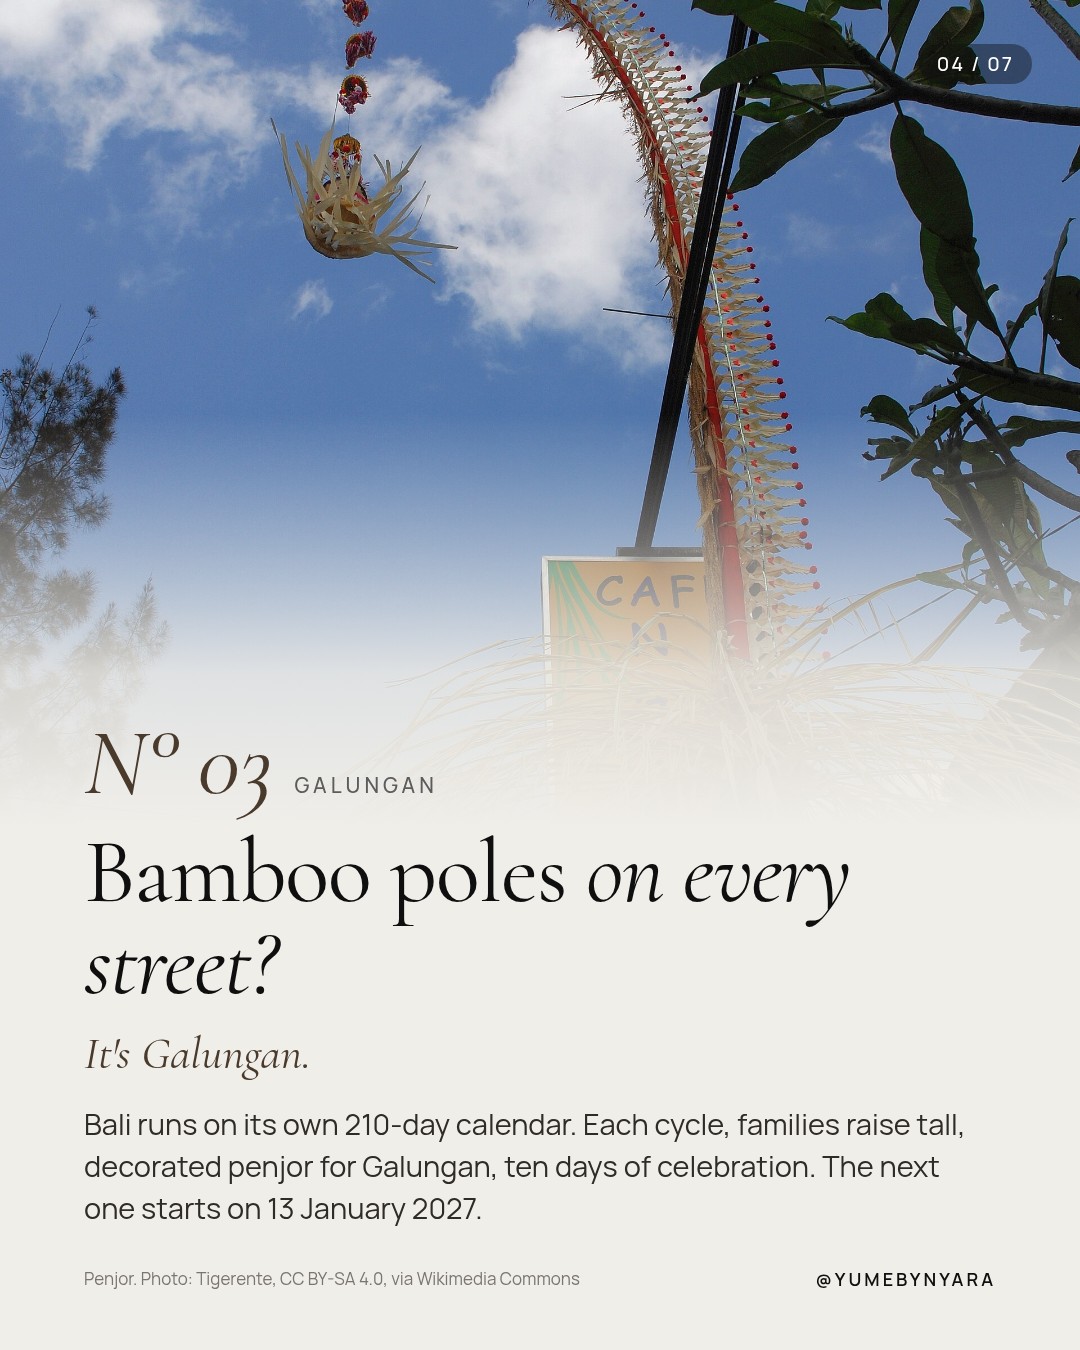 04 / 07
CAF
N
Nº 03 GALUNGAN
Bamboo poles on every
street?
It's Galungan.
Bali runs on its own 210-day calendar. Each cycle, families raise tall,
decorated penjor for Galungan, ten days of celebration. The next
one starts on 13 January 2027.
Penjor. Photo: Tigerente, CC BY-SA 4.0, via Wikimedia Commons
@YUMEBYNYARA